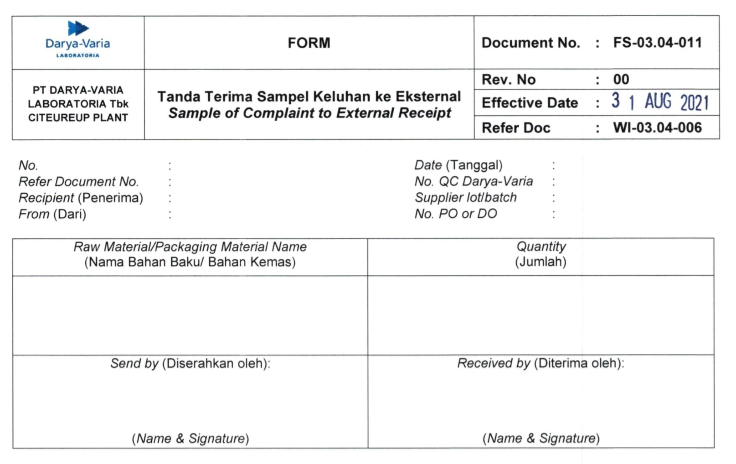 Darya-Varia
LABORATORIA
FORM
Document No. : FS-03.04-011
PT DARYA-VARIA
LABORATORIA Tbk
CITEUREUP PLANT
Tanda Terima Sampel Keluhan ke Eksternal
Sample of Complaint to External Receipt
Rev. No : 00
Effective Date : 31 AUG 2021
Refer Doc : WI-03.04-006
No. :
Refer Document No. :
Recipient (Penerima) :
From (Dari) :
Date (Tanggal) :
No. QC Darya-Varia :
Supplier lot/batch :
No. PO or DO :
Raw Material/Packaging Material Name
(Nama Bahan Baku/ Bahan Kemas)
Quantity
(Jumlah)
Send by (Diserahkan oleh):
(Name & Signature)
Received by (Diterima oleh):
(Name & Signature)